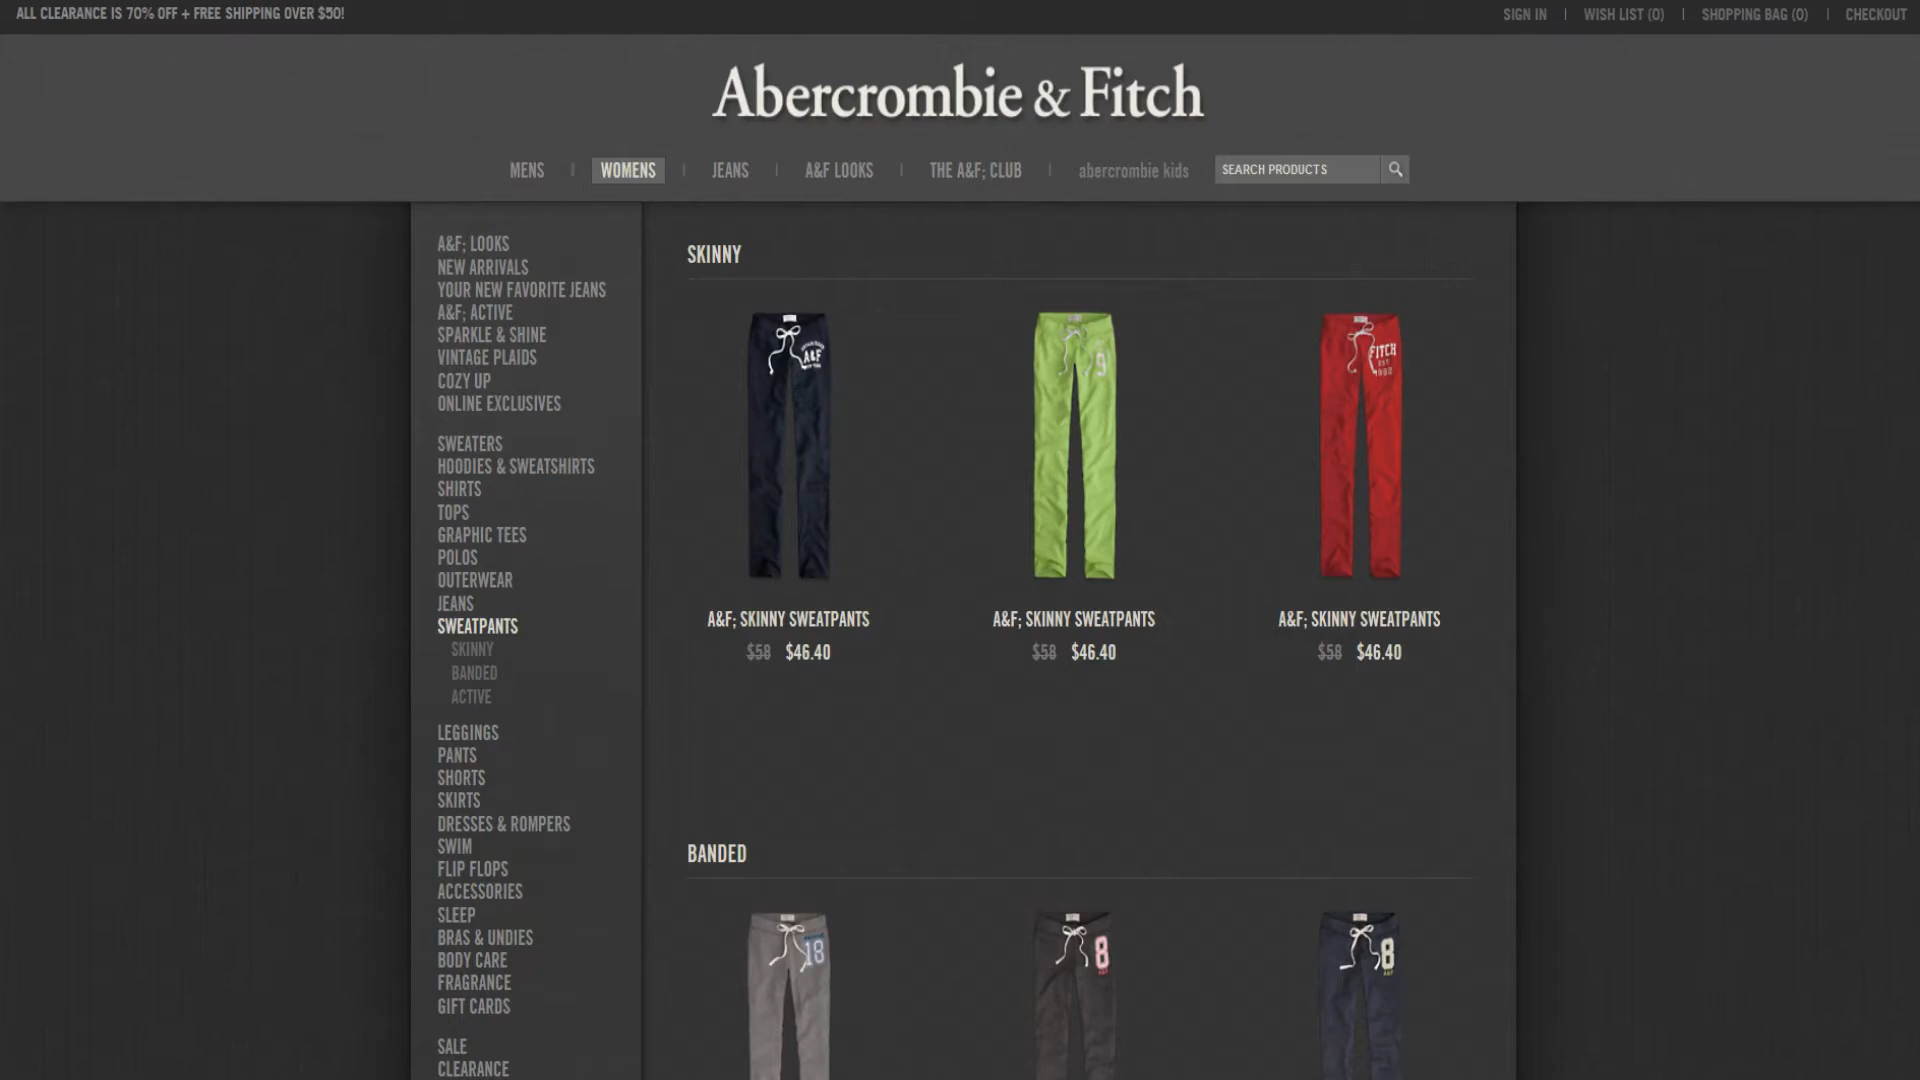 ALL CLEARANCE IS 70% OFF + FREE SHIPPING OVER $50!
SIGN IN
WISH LIST (0)
SHOPPING BAG (0)
CHECKOUT
Abercrombie & Fitch
MENS
WOMENS
JEANS
A&F LOOKS
THE A&F; CLUB
abercrombie kids
SEARCH PRODUCTS
A&F; LOOKS
NEW ARRIVALS
YOUR NEW FAVORITE JEANS
A&F; ACTIVE
SPARKLE & SHINE
VINTAGE PLAIDS
COZY UP
ONLINE EXCLUSIVES
SWEATERS
HOODIES & SWEATSHIRTS
SHIRTS
TOPS
GRAPHIC TEES
POLOS
OUTERWEAR
JEANS
SWEATPANTS
SKINNY
BANDED
ACTIVE
LEGGINGS
PANTS
SHORTS
SKIRTS
DRESSES & ROMPERS
SWIM
FLIP FLOPS
ACCESSORIES
SLEEP
BRAS & UNDIES
BODY CARE
FRAGRANCE
GIFT CARDS
SALE
CLEARANCE
SKINNY
A&F
FITCH
A&F; SKINNY SWEATPANTS
$58 $46.40
A&F; SKINNY SWEATPANTS
$58 $46.40
A&F; SKINNY SWEATPANTS
$58 $46.40
BANDED
18
8
8